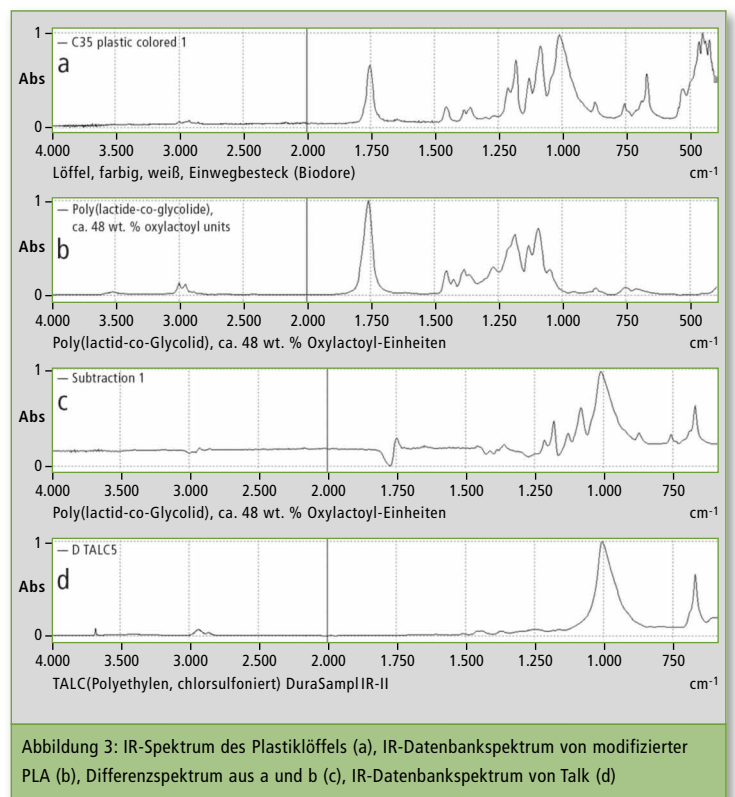 — C35 plastic colored 1
a
1
Abs
0
4.000 3.500 3.000 2.500 2.000 1.750 1.500 1.250 1.000 750 500
Löffel, farbig, weiß, Einwegbesteck (Biodore) cm-1
— Poly(lactide-co-glycolide),
ca. 48 wt. % oxylactoyl units
b
1
Abs
0
4.000 3.500 3.000 2.500 2.000 1.750 1.500 1.250 1.000 750 500
Poly(lactid-co-Glycolid), ca. 48 wt. % Oxylactoyl-Einheiten cm-1
— Subtraction 1
c
1
Abs
0
4.000 3.500 3.000 2.500 2.000 1.750 1.500 1.250 1.000 750
Poly(lactid-co-Glycolid), ca. 48 wt. % Oxylactoyl-Einheiten cm-1
— D TALC5
d
1
Abs
0
4.000 3.500 3.000 2.500 2.000 1.750 1.500 1.250 1.000 750
TALC(Polyethylen, chlorsulfoniert) DuraSamplIR-II cm-1
Abbildung 3: IR-Spektrum des Plastiklöffels (a), IR-Datenbankspektrum von modifizierter
PLA (b), Differenzspektrum aus a und b (c), IR-Datenbankspektrum von Talk (d)